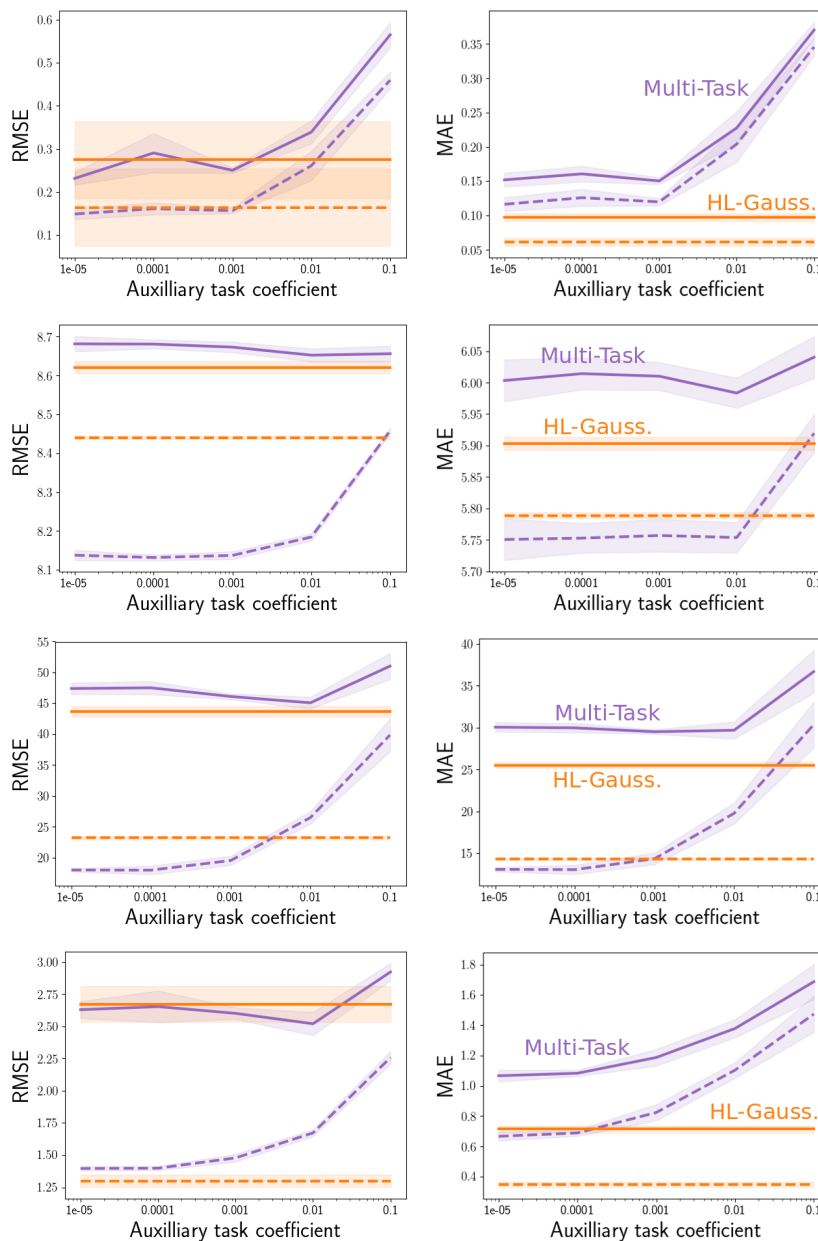 0.6
0.5
0.4
0.3
0.2
0.1
RMSE
1e-05 0.0001 0.001 0.01 0.1
Auxilliary task coefficient
0.35
0.30
0.25
0.20
0.15
0.10
0.05
MAE
Multi-Task
HL-Gauss.
1e-05 0.0001 0.001 0.01 0.1
Auxilliary task coefficient
8.7
8.6
8.5
8.4
8.3
8.2
8.1
RMSE
1e-05 0.0001 0.001 0.01 0.1
Auxilliary task coefficient
6.05
6.00
5.95
5.90
5.85
5.80
5.75
5.70
MAE
Multi-Task
HL-Gauss.
1e-05 0.0001 0.001 0.01 0.1
Auxilliary task coefficient
55
50
45
40
35
30
25
20
RMSE
1e-05 0.0001 0.001 0.01 0.1
Auxilliary task coefficient
40
35
30
25
20
15
MAE
Multi-Task
HL-Gauss.
1e-05 0.0001 0.001 0.01 0.1
Auxilliary task coefficient
3.00
2.75
2.50
2.25
2.00
1.75
1.50
1.25
RMSE
1e-05 0.0001 0.001 0.01 0.1
Auxilliary task coefficient
1.8
1.6
1.4
1.2
1.0
0.8
0.6
0.4
MAE
Multi-Task
HL-Gauss.
1e-05 0.0001 0.001 0.01 0.1
Auxilliary task coefficient